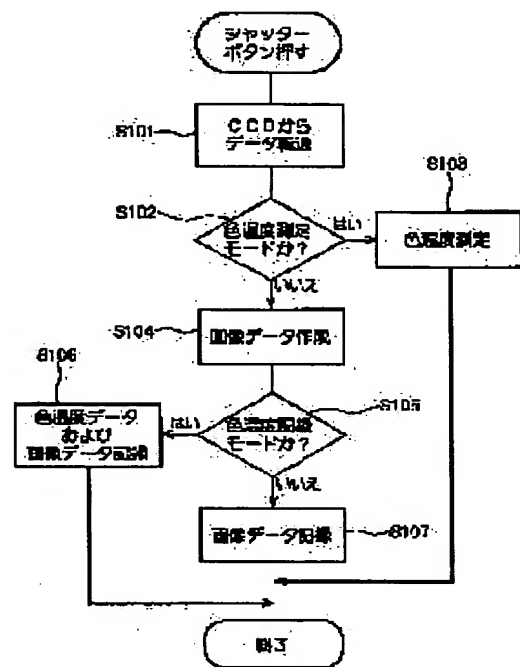 シャッター
ボタン押す
S101
CCDから
データ転送
S103
S102
色温度測定
モードか?
はい
色温度測定
いいえ
S104
画像データ作成
S106
S105
色温度データ
および
画像データ記録
はい
色温度記録
モードか?
いいえ
画像データ記録
S107
終了